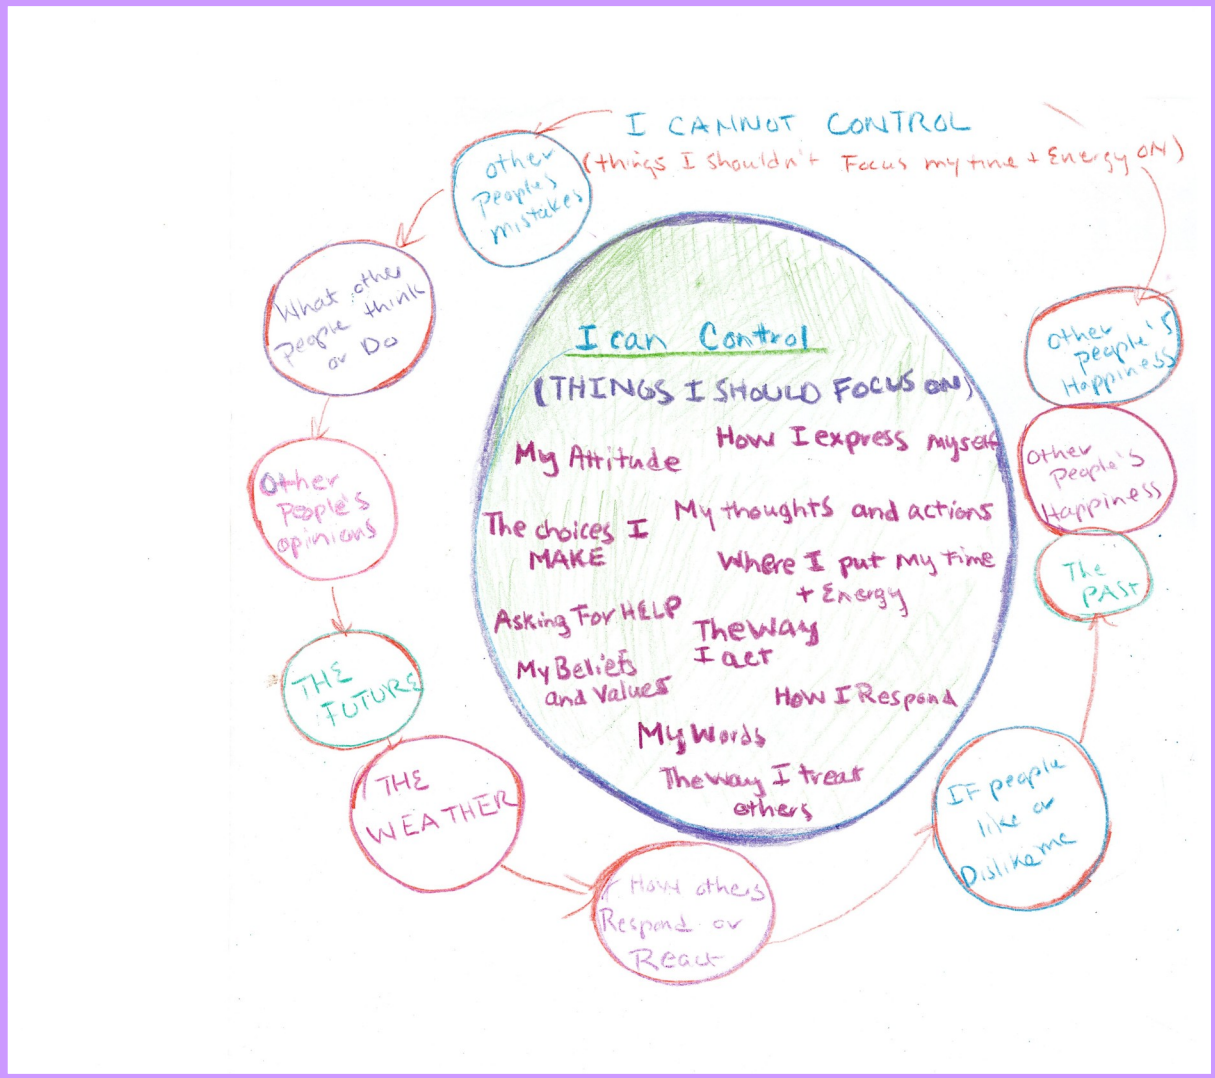 I CANNOT CONTROL
(things I shouldn't Focus my time + Energy ON)
other
People's
mistakes
What other
people think
or Do
Other
People's
opinions
THE
FUTURE
THE
WEATHER
How others
Respond or
React
IF people
like or
Dislike me
The
PAST
Other
People's
Happiness
other
people's
Happiness
I can Control
(THINGS I SHOULD FOCUS ON)
My Attitude
How I express myself
My thoughts and actions
The choices I
MAKE
Where I put My time
+ Energy
Asking For HELP
The way
I act
My Beliefs
and Values
How I Respond
My Words
The way I treat
others